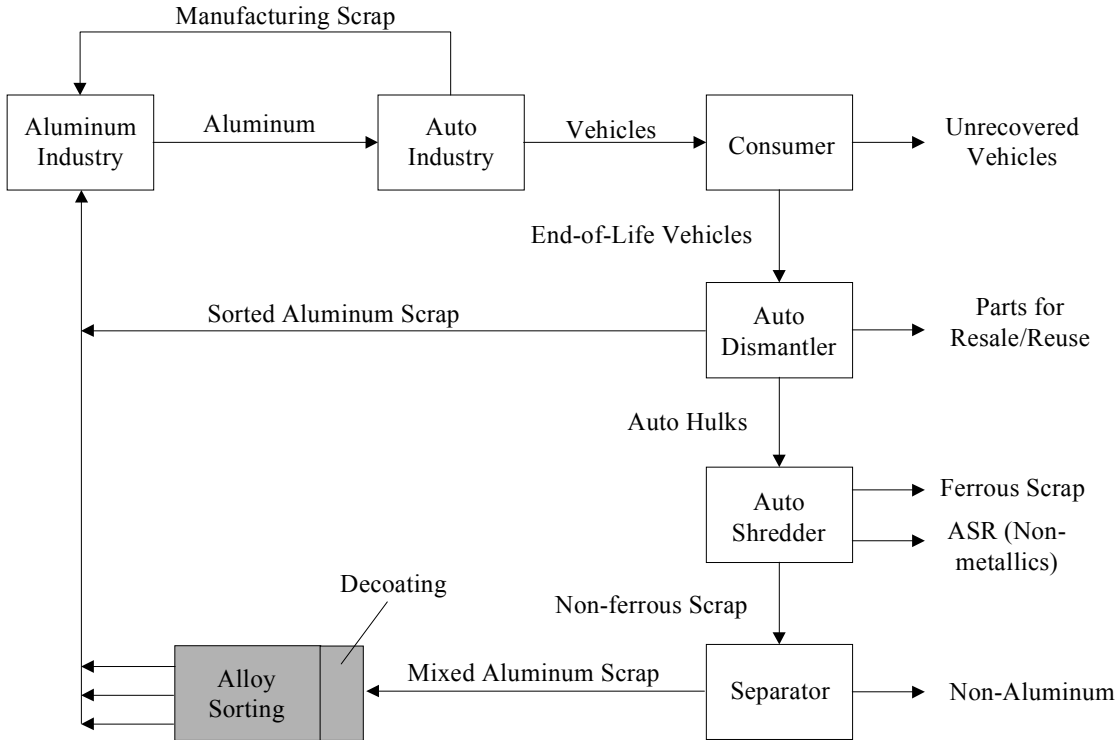 Manufacturing Scrap
Aluminum
Industry
Aluminum
Auto
Industry
Vehicles
Consumer
Unrecovered
Vehicles
End-of-Life Vehicles
Sorted Aluminum Scrap
Auto
Dismantler
Parts for
Resale/Reuse
Auto Hulks
Auto
Shredder
Ferrous Scrap
ASR (Non-
metallics)
Decoating
Non-ferrous Scrap
Alloy
Sorting
Mixed Aluminum Scrap
Separator
Non-Aluminum